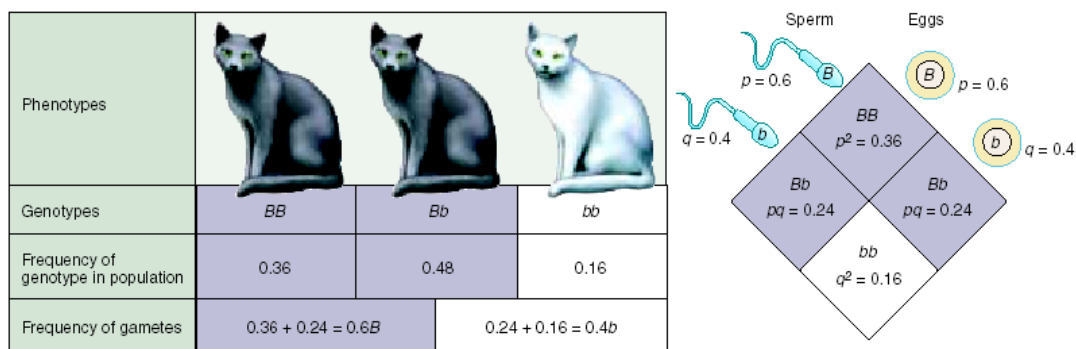 Phenotypes
Genotypes
BB
Bb
bb
Frequency of
genotype in population
0.36
0.48
0.16
Frequency of gametes
0.36 + 0.24 = 0.6B
0.24 + 0.16 = 0.4b
Sperm
Eggs
p = 0.6
B
B
p = 0.6
q = 0.4
b
b
q = 0.4
BB
p² = 0.36
Bb
pq = 0.24
Bb
pq = 0.24
bb
q² = 0.16